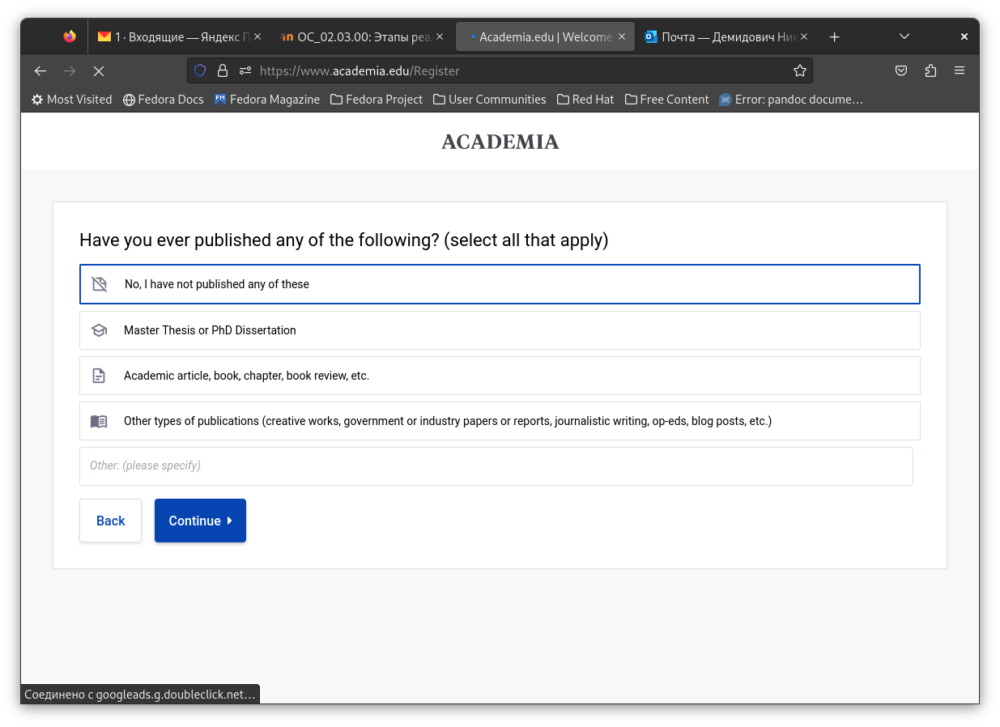 1 · Входящие — Яндекс П
ОС_02.03.00: Этапы реа
Academia.edu | Welcome
Почта — Демидович Ник
https://www.academia.edu/Register
Most Visited
Fedora Docs
Fedora Magazine
Fedora Project
User Communities
Red Hat
Free Content
Error: pandoc docume…
ACADEMIA
Have you ever published any of the following? (select all that apply)
No, I have not published any of these
Master Thesis or PhD Dissertation
Academic article, book, chapter, book review, etc.
Other types of publications (creative works, government or industry papers or reports, journalistic writing, op-eds, blog posts, etc.)
Other: (please specify)
Back
Continue
Соединено с googleads.g.doubleclick.net…